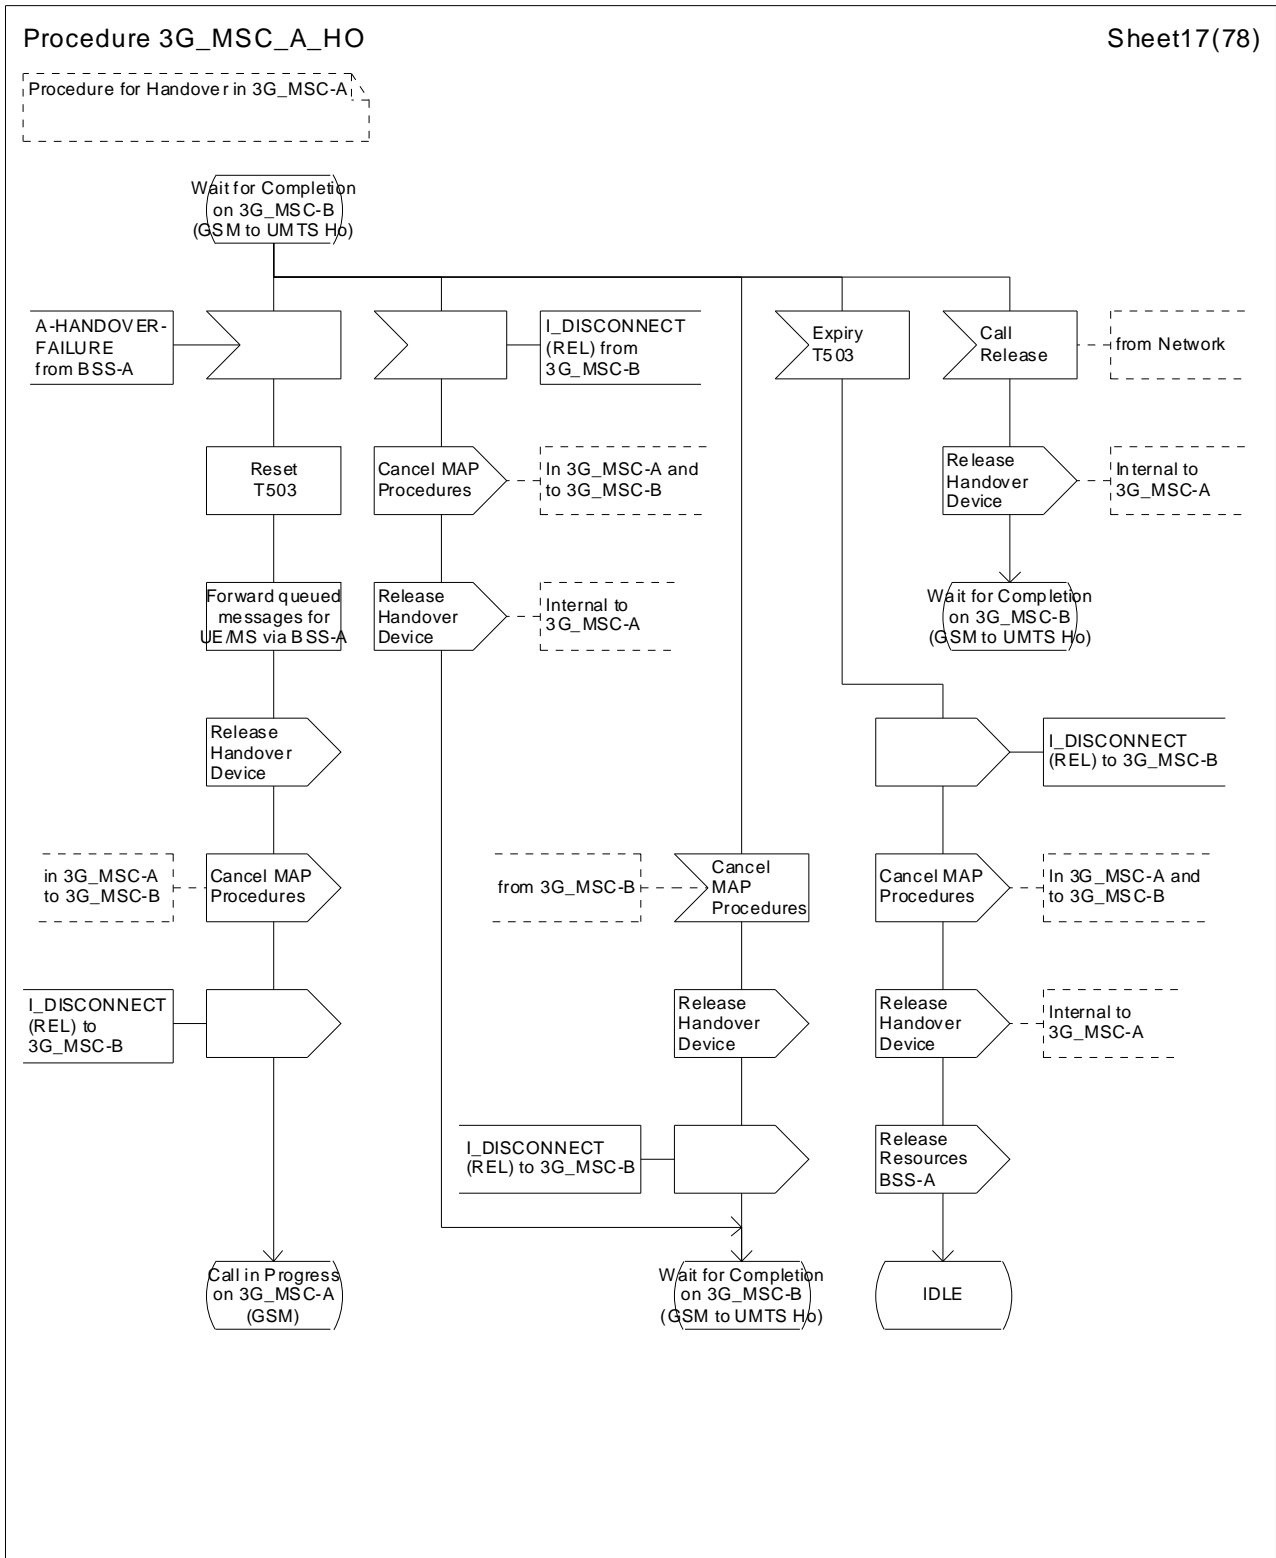 Procedure 3G_MSC_A_HO
Sheet17(78)
Procedure for Handover in 3G_MSC-A
Wait for Completion
on 3G_MSC-B
(GSM to UMTS Ho)
A-HANDOVER-
FAILURE
from BSS-A
I_DISCONNECT
(REL) from
3G_MSC-B
Expiry
T503
Call
Release
from Network
Reset
T503
Cancel MAP
Procedures
In 3G_MSC-A and
to 3G_MSC-B
Release
Handover
Device
Internal to
3G_MSC-A
Forward queued
messages for
UE/MS via BSS-A
Release
Handover
Device
Internal to
3G_MSC-A
Wait for Completion
on 3G_MSC-B
(GSM to UMTS Ho)
Release
Handover
Device
I_DISCONNECT
(REL) to 3G_MSC-B
in 3G_MSC-A
to 3G_MSC-B
Cancel MAP
Procedures
from 3G_MSC-B
Cancel
MAP
Procedures
Cancel MAP
Procedures
In 3G_MSC-A and
to 3G_MSC-B
I_DISCONNECT
(REL) to
3G_MSC-B
Release
Handover
Device
Release
Handover
Device
Internal to
3G_MSC-A
I_DISCONNECT
(REL) to 3G_MSC-B
Release
Resources
BSS-A
Call in Progress
on 3G_MSC-A
(GSM)
Wait for Completion
on 3G_MSC-B
(GSM to UMTS Ho)
IDLE